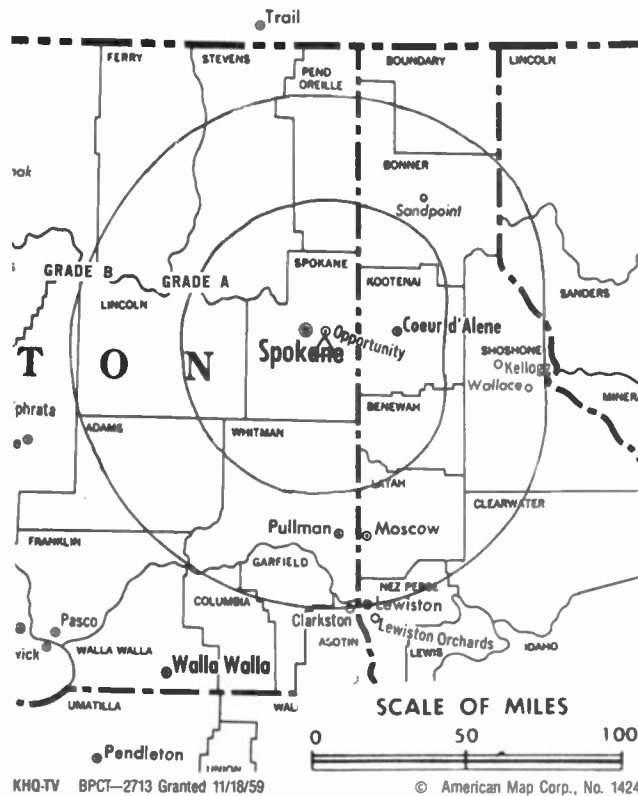 Trail
FERRY
STEVENS
PEND
OREILLE
BOUNDARY
LINCOLN
BONNER
nak
Sandpoint
SPOKANE
GRADE B
GRADE A
KOOTENAI
LINCOLN
SANDERS
Spokane
Opportunity
Coeur d'Alene
T O N
SHOSHONE
Kellogg
Wallace
MINERA
phrata
BENEWAH
ADAMS
WHITMAN
LATAH
CLEARWATER
Pullman
Moscow
FRANKLIN
GARFIELD
NEZ PERCE
COLUMBIA
Lewiston
Clarkston
Lewiston Orchards
Pasco
ASOTIN
vick
WALLA WALLA
LEWIS
IDAHO
Walla Walla
UMATILLA
WAL
SCALE OF MILES
0 50 100
Pendleton
UNION
KHQ-TV BPCT—2713 Granted 11/18/59 © American Map Corp., No. 1424